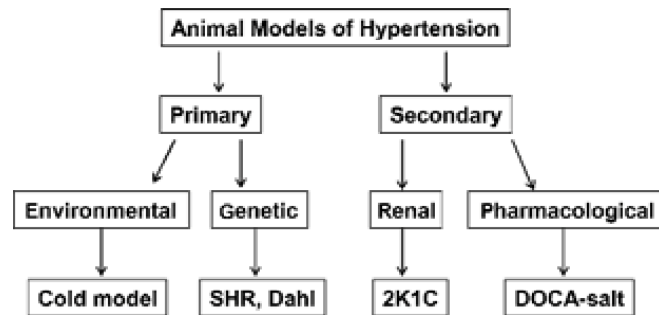 Animal Models of Hypertension
Primary
Secondary
Environmental
Genetic
Renal
Pharmacological
Cold model
SHR, Dahl
2K1C
DOCA-salt